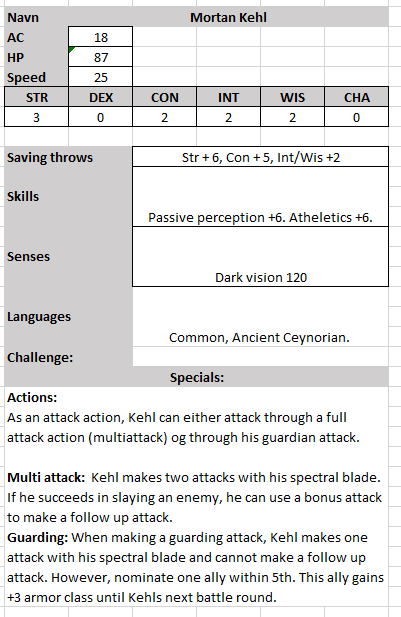 Navn Mortan Kehl
AC 18
HP 87
Speed 25
STR DEX CON INT WIS CHA
3 0 2 2 2 0
Saving throws Str + 6, Con + 5, Int/Wis +2
Skills
Passive perception +6. Atheletics +6.
Senses
Dark vision 120
Languages
Common, Ancient Ceynorian.
Challenge:
Specials:
Actions:
As an attack action, Kehl can either attack through a full
attack action (multiattack) og through his guardian attack.
Multi attack: Kehl makes two attacks with his spectral blade.
If he succeeds in slaying an enemy, he can use a bonus attack
to make a follow up attack.
Guarding: When making a guarding attack, Kehl makes one
attack with his spectral blade and cannot make a follow up
attack. However, nominate one ally within 5th. This ally gains
+3 armor class until Kehls next battle round.